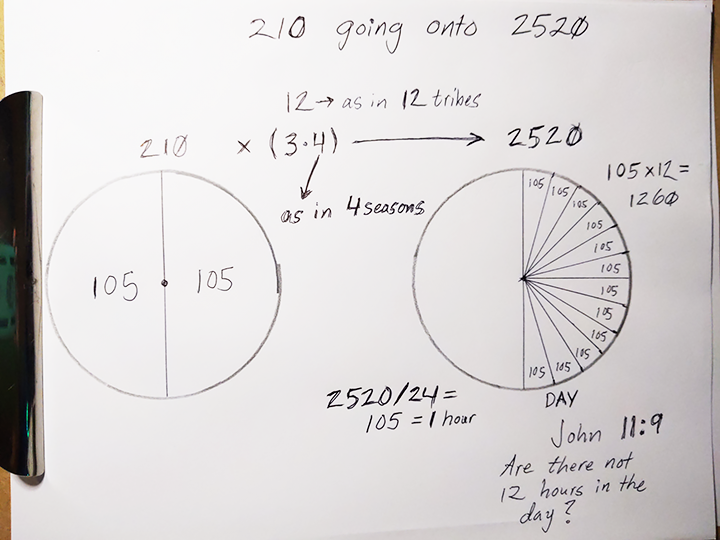 210 going onto 2520
12 → as in 12 tribes
210 × (3·4) → 2520
as in 4 seasons
105 x 12 =
1260
105 105
105
105
105
105
105
105
105
105
105
105
105
105
2520/24 =
105 = 1 hour
DAY
John 11:9
Are there not
12 hours in the
day?